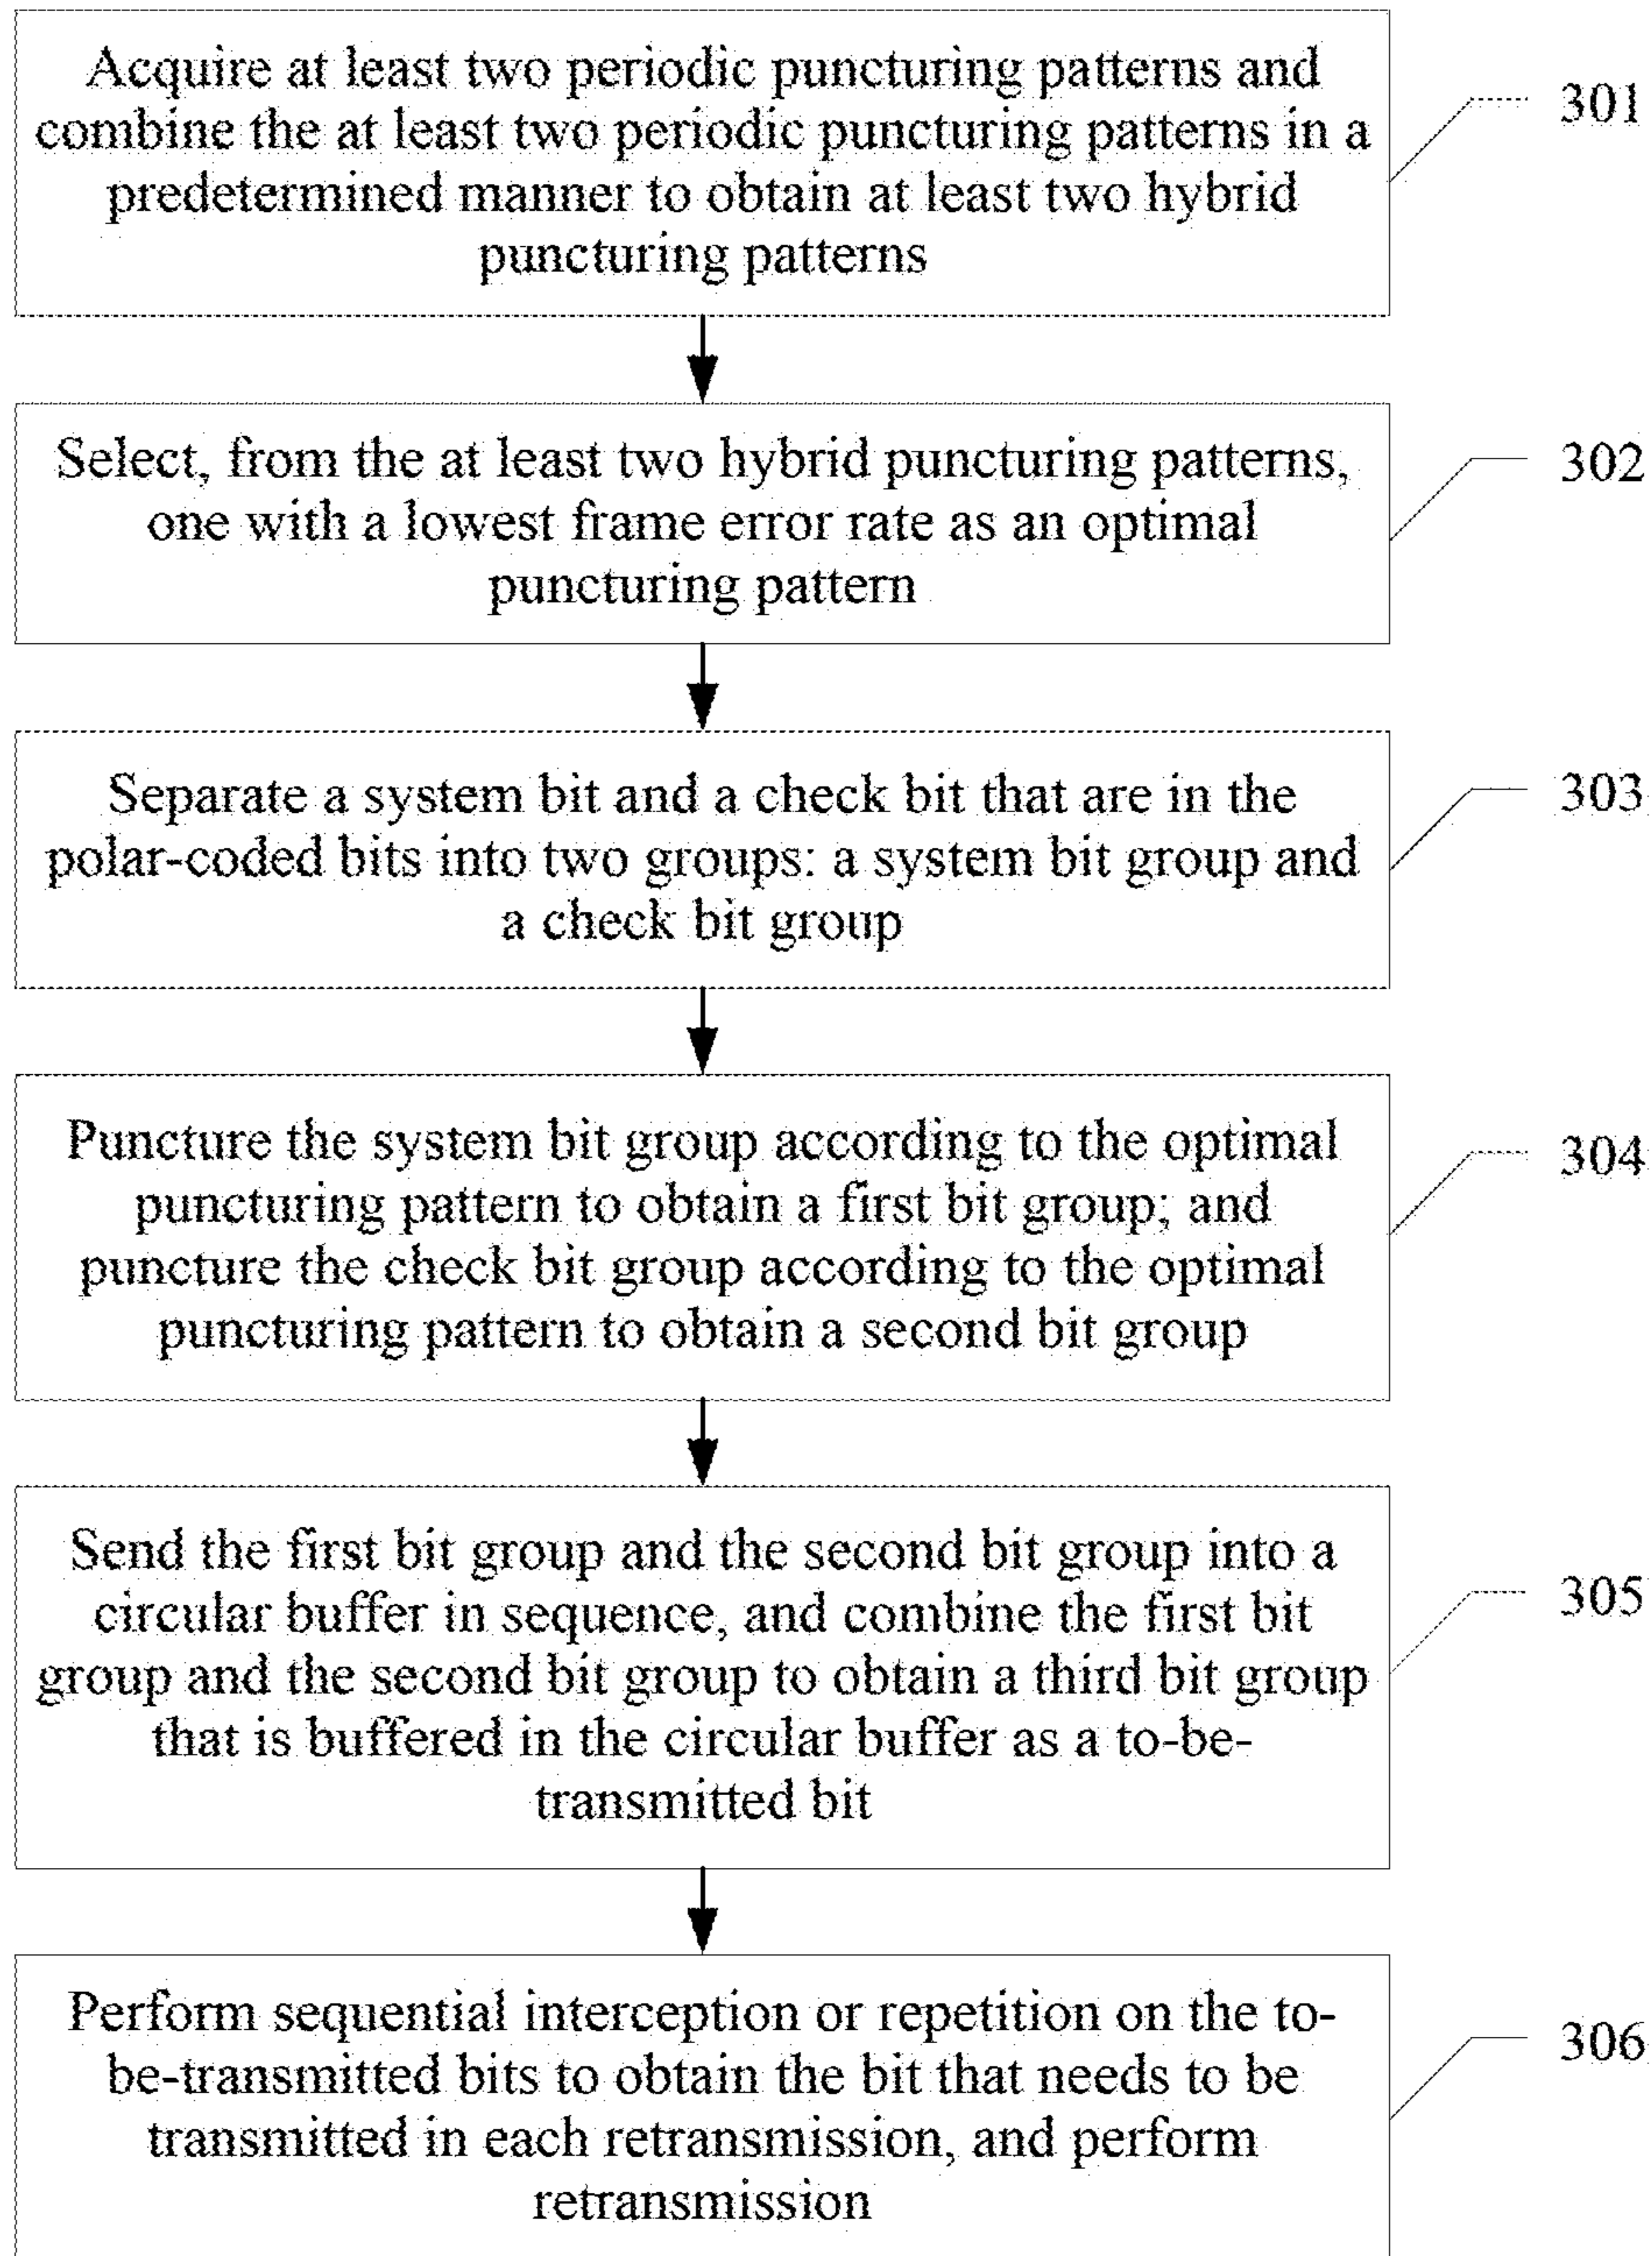 Acquire at least two periodic puncturing patterns and
combine the at least two periodic puncturing patterns in a
predetermined manner to obtain at least two hybrid
puncturing patterns
301
Select, from the at least two hybrid puncturing patterns,
one with a lowest frame error rate as an optimal
puncturing pattern
302
Separate a system bit and a check bit that are in the
polar-coded bits into two groups: a system bit group and
a check bit group
303
Puncture the system bit group according to the optimal
puncturing pattern to obtain a first bit group; and
puncture the check bit group according to the optimal
puncturing pattern to obtain a second bit group
304
Send the first bit group and the second bit group into a
circular buffer in sequence, and combine the first bit
group and the second bit group to obtain a third bit group
that is buffered in the circular buffer as a to-be-
transmitted bit
305
Perform sequential interception or repetition on the to-
be-transmitted bits to obtain the bit that needs to be
transmitted in each retransmission, and perform
retransmission
306